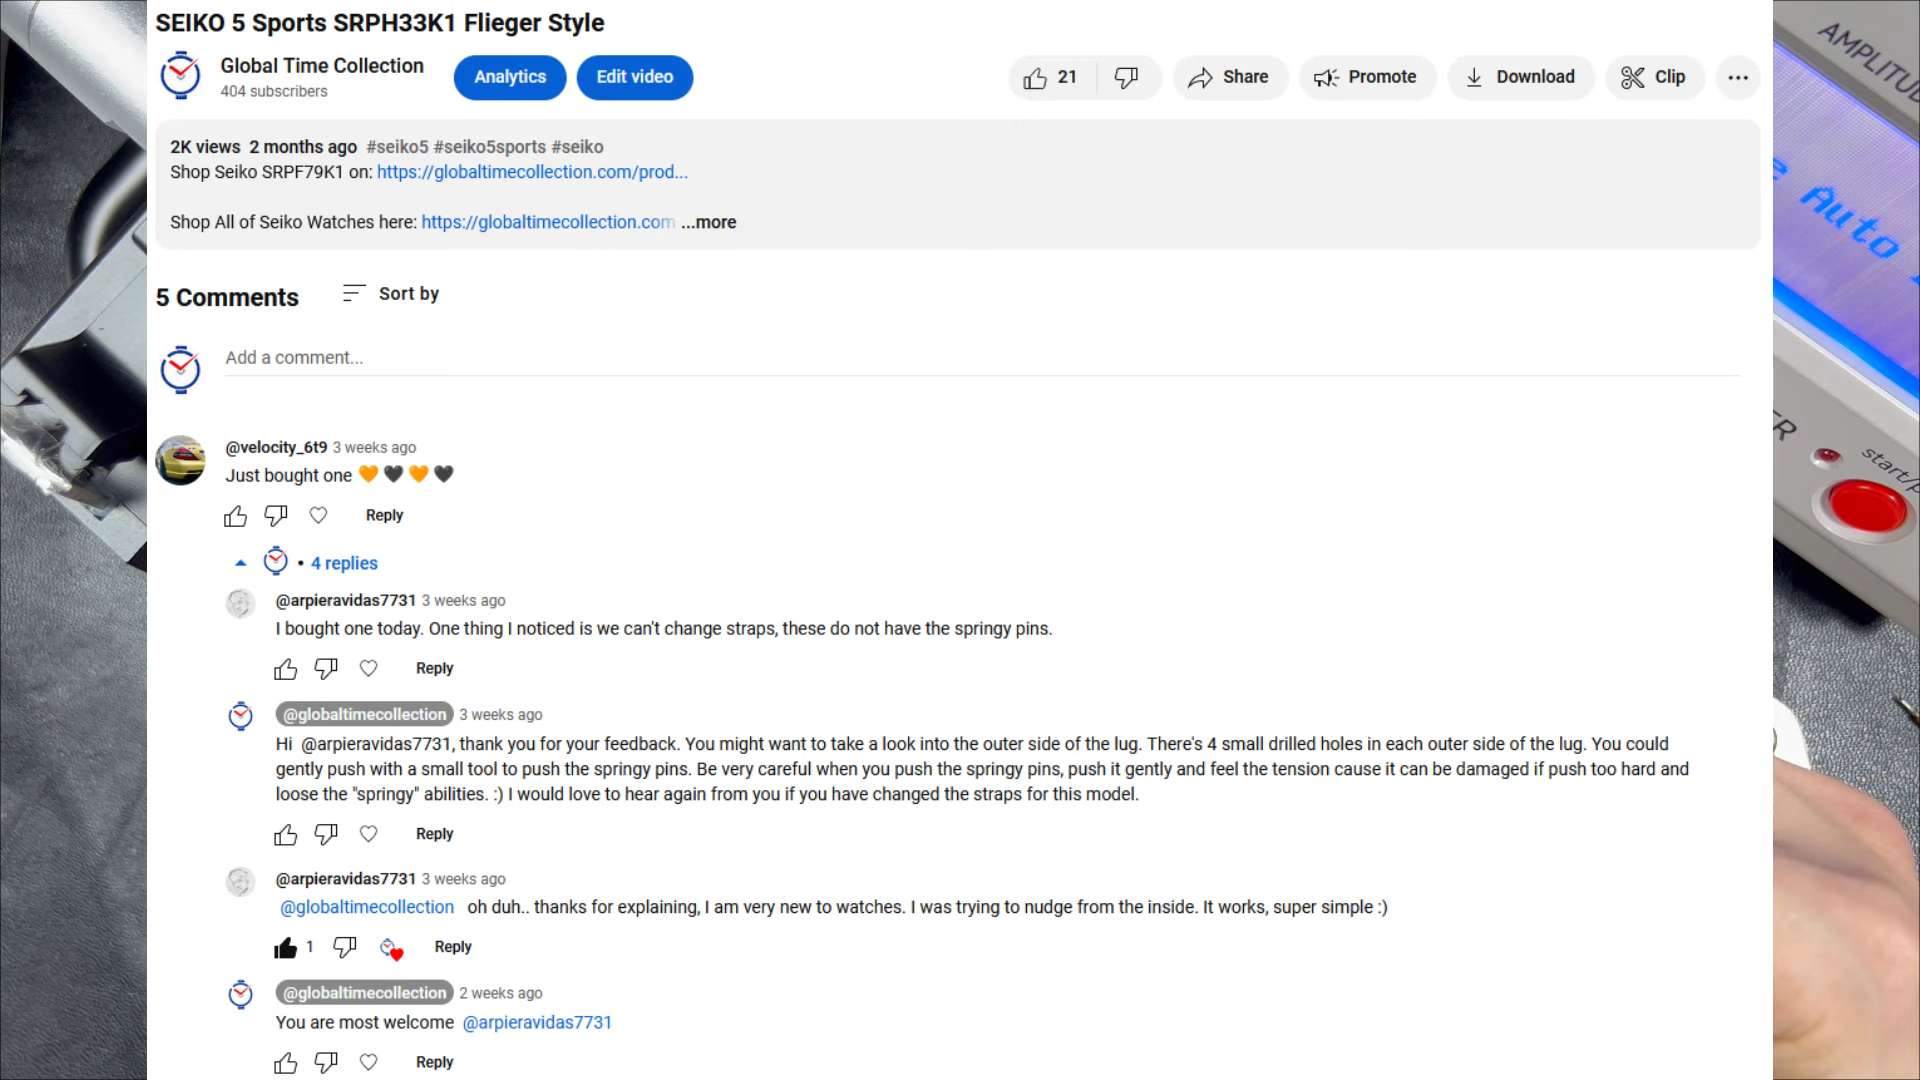 SEIKO 5 Sports SRPH33K1 Flieger Style
Global Time Collection
404 subscribers
Analytics
Edit video
21
Share
Promote
Download
Clip
2K views 2 months ago #seiko5 #seiko5sports #seiko
Shop Seiko SRPF79K1 on: https://globaltimecollection.com/prod...
Shop All of Seiko Watches here: https://globaltimecollection.com ...more
5 Comments
Sort by
Add a comment...
@velocity_6t9 3 weeks ago
Just bought one 🧡🖤🧡🖤
Reply
• 4 replies
@arpieravidas7731 3 weeks ago
I bought one today. One thing I noticed is we can't change straps, these do not have the springy pins.
Reply
@globaltimecollection 3 weeks ago
Hi @arpieravidas7731, thank you for your feedback. You might want to take a look into the outer side of the lug. There's 4 small drilled holes in each outer side of the lug. You could
gently push with a small tool to push the springy pins. Be very careful when you push the springy pins, push it gently and feel the tension cause it can be damaged if push too hard and
loose the "springy" abilities. :) I would love to hear again from you if you have changed the straps for this model.
Reply
@arpieravidas7731 3 weeks ago
@globaltimecollection oh duh.. thanks for explaining, I am very new to watches. I was trying to nudge from the inside. It works, super simple :)
1
Reply
@globaltimecollection 2 weeks ago
You are most welcome @arpieravidas7731
Reply
Auto